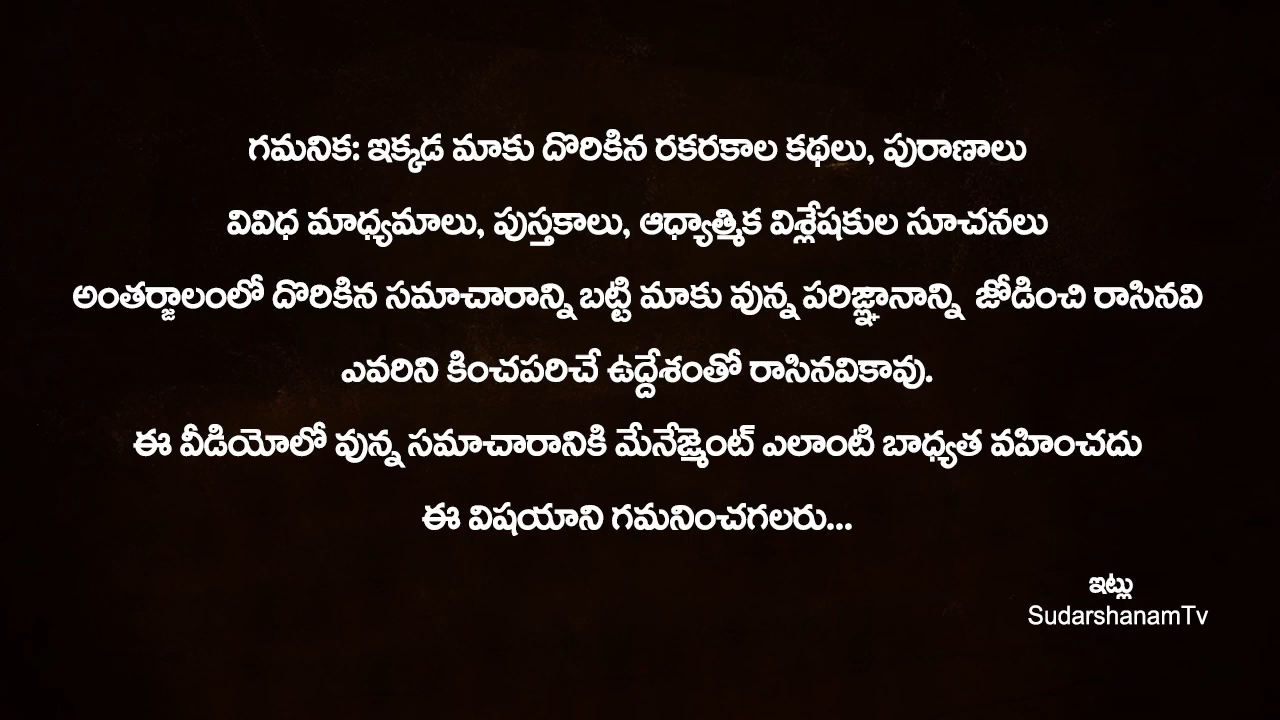 గమనిక: ఇక్కడ మాకు దొరికిన రకరకాల కథలు, పురాణాలు
వివిధ మాధ్యమాలు, పుస్తకాలు, ఆధ్యాత్మిక విశ్లేషకుల సూచనలు
అంతర్జాలంలో దొరికిన సమాచారాన్ని బట్టి మాకు వున్న పరిజ్ఞానాన్ని జోడించి రాసినవి
ఎవరిని కించపరిచే ఉద్దేశంతో రాసినవికావు.
ఈ వీడియోలో వున్న సమాచారానికి మేనేజ్మెంట్ ఎలాంటి బాధ్యత వహించదు
ఈ విషయాని గమనించగలరు...
ఇట్లు
SudarshanamTv